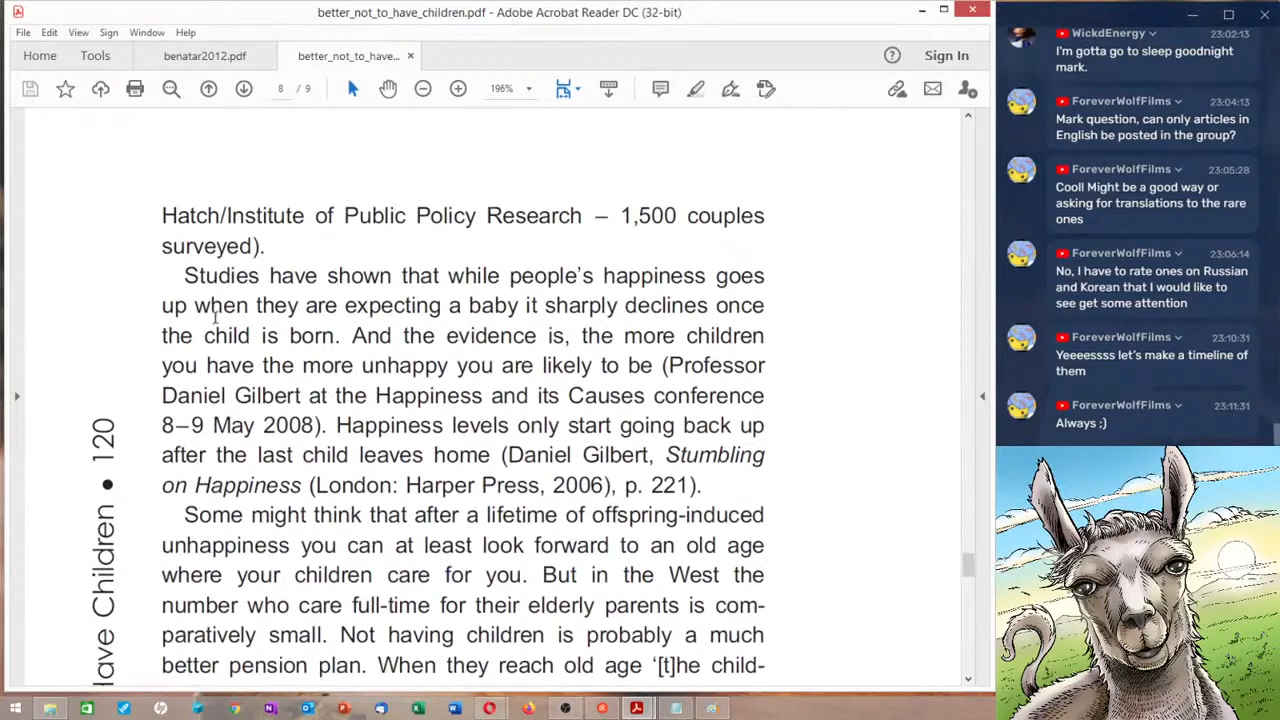 better_not_to_have_children.pdf - Adobe Acrobat Reader DC (32-bit)
File Edit View Sign Window Help
Home Tools benatar2012.pdf better_not_to_have... × Sign In
8 / 9 196%
Hatch/Institute of Public Policy Research – 1,500 couples
surveyed).
Studies have shown that while people's happiness goes
up when they are expecting a baby it sharply declines once
the child is born. And the evidence is, the more children
you have the more unhappy you are likely to be (Professor
Daniel Gilbert at the Happiness and its Causes conference
8–9 May 2008). Happiness levels only start going back up
after the last child leaves home (Daniel Gilbert, Stumbling
on Happiness (London: Harper Press, 2006), p. 221).
Some might think that after a lifetime of offspring-induced
unhappiness you can at least look forward to an old age
where your children care for you. But in the West the
number who care full-time for their elderly parents is com-
paratively small. Not having children is probably a much
better pension plan. When they reach old age '[t]he child-
ave Children • 120
WickdEnergy 23:02:13
I'm gotta go to sleep goodnight
mark.
ForeverWolfFilms 23:04:13
Mark question, can only articles in
English be posted in the group?
ForeverWolfFilms 23:05:28
Cooll Might be a good way or
asking for translations to the rare
ones
ForeverWolfFilms 23:06:14
No, I have to rate ones on Russian
and Korean that I would like to
see get some attention
ForeverWolfFilms 23:10:31
Yeeeessss let's make a timeline of
them
ForeverWolfFilms 23:11:31
Always ;)